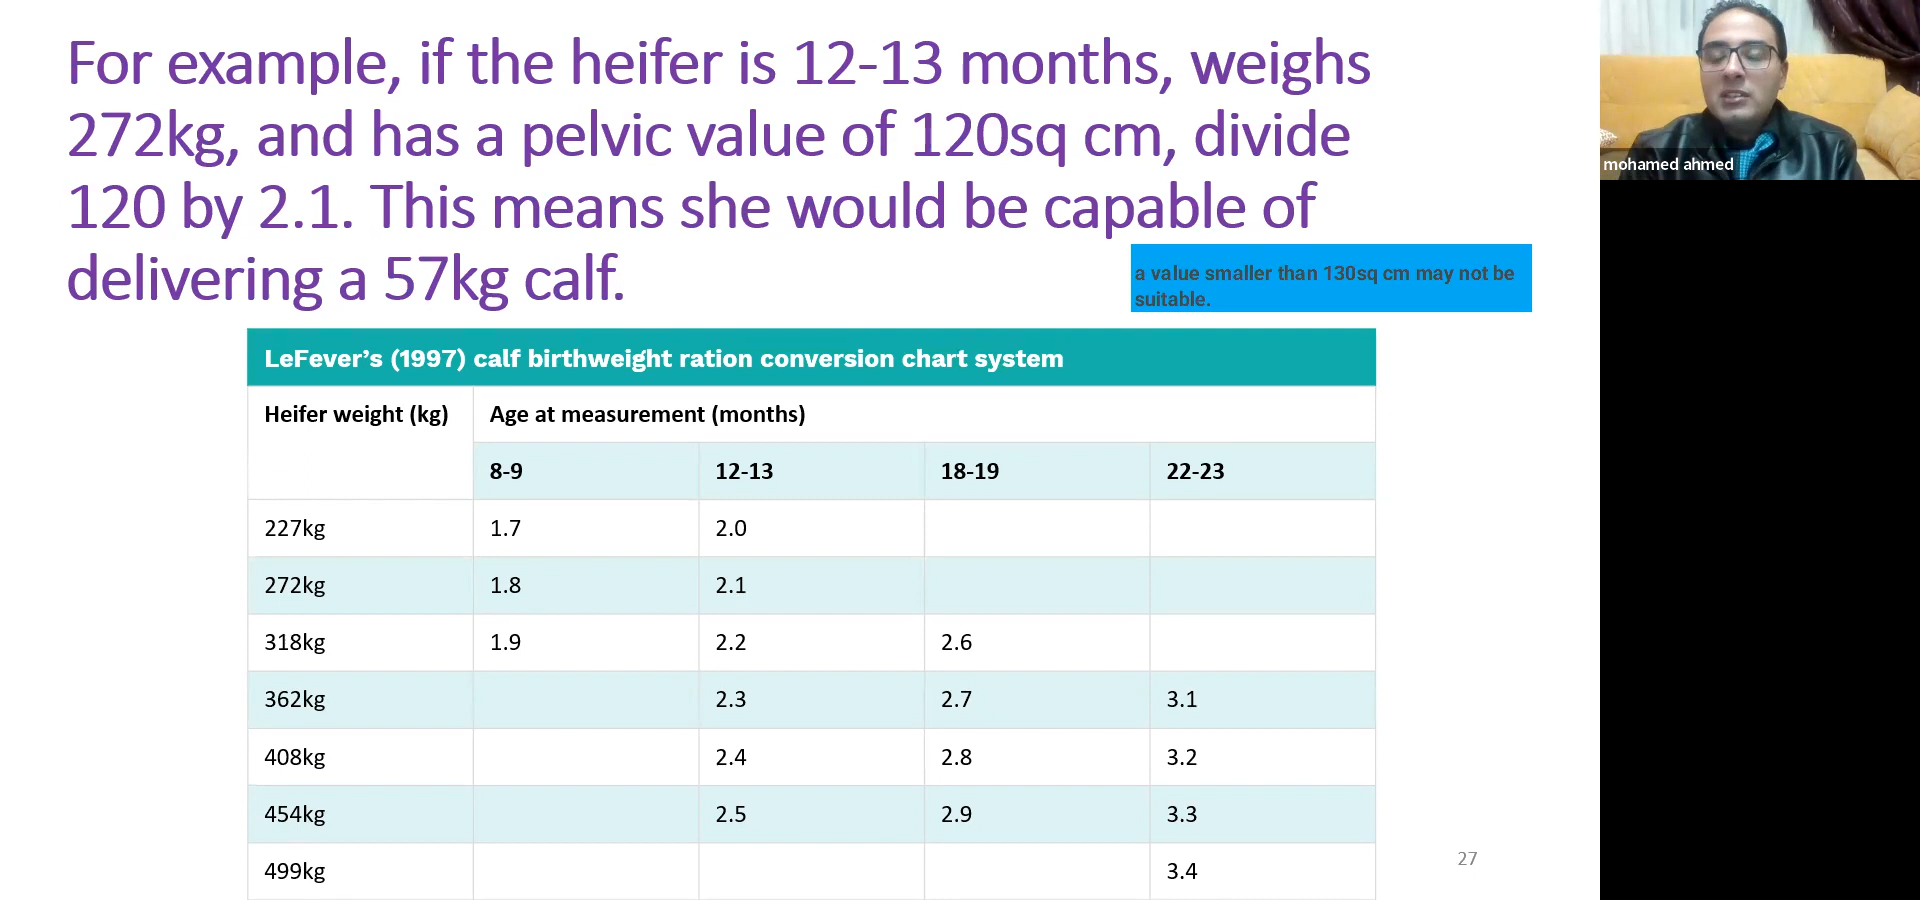 For example, if the heifer is 12-13 months, weighs
272kg, and has a pelvic value of 120sq cm, divide
120 by 2.1. This means she would be capable of
delivering a 57kg calf.
a value smaller than 130sq cm may not be
suitable.
LeFever's (1997) calf birthweight ration conversion chart system
Heifer weight (kg) Age at measurement (months)
8-9 12-13 18-19 22-23
227kg 1.7 2.0
272kg 1.8 2.1
318kg 1.9 2.2 2.6
362kg 2.3 2.7 3.1
408kg 2.4 2.8 3.2
454kg 2.5 2.9 3.3
499kg 3.4
27
mohamed ahmed